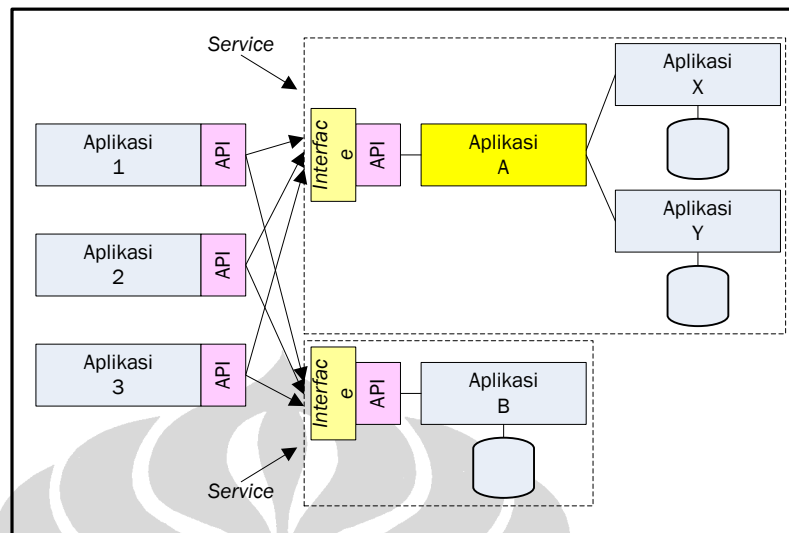 Service
Aplikasi
X
Aplikasi
1
API
Interfac
e
API
Aplikasi
A
Aplikasi
Y
Aplikasi
2
API
Aplikasi
3
API
Interfac
e
API
Aplikasi
B
Service